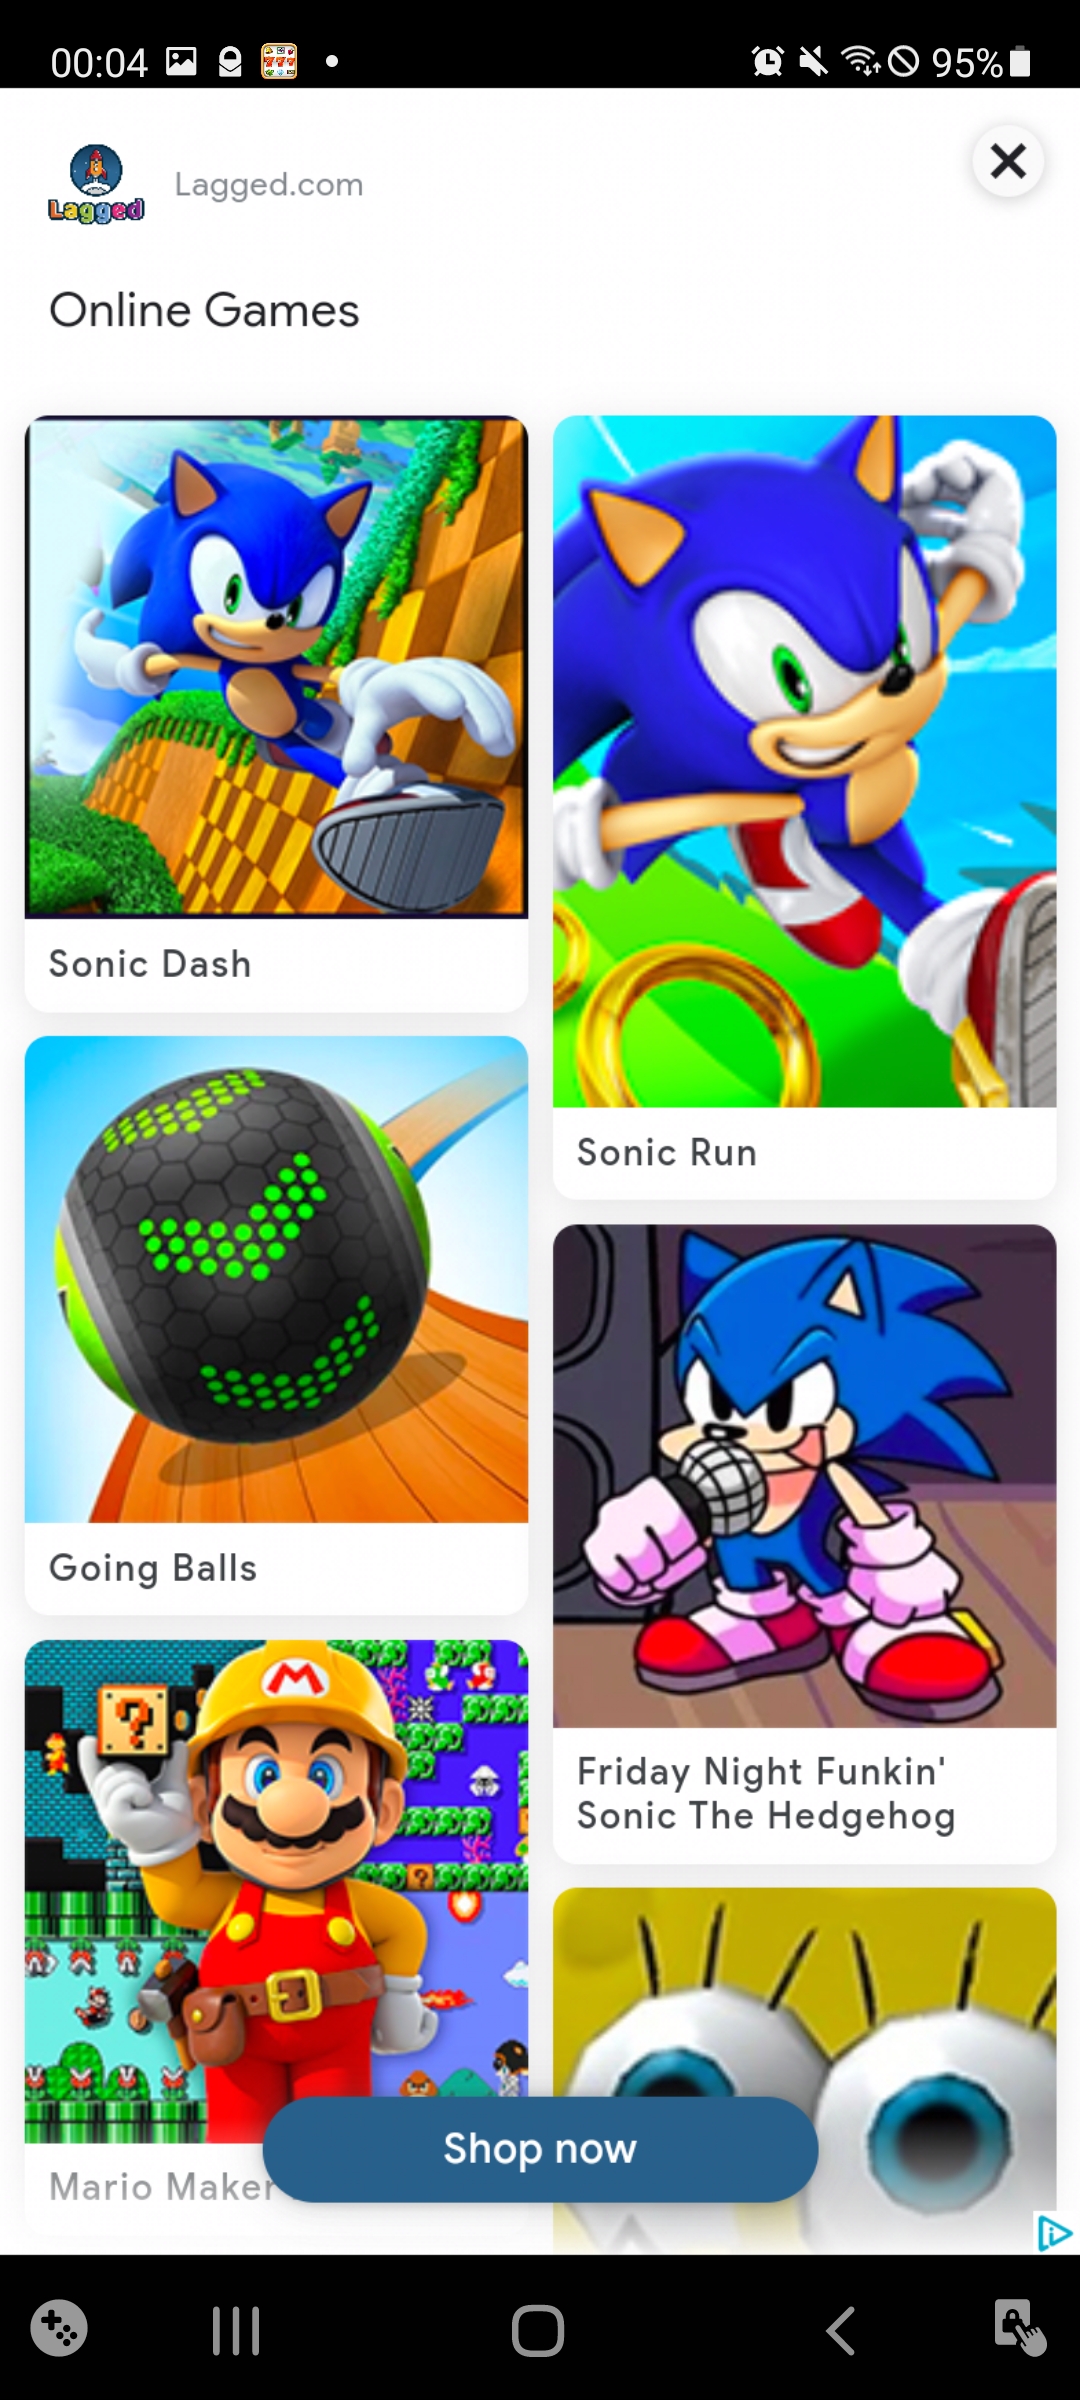 00:04
95%
Lagged
Lagged.com
Online Games
Sonic Dash
Sonic Run
Going Balls
Friday Night Funkin'
Sonic The Hedgehog
M
?
Shop now
Mario Maker